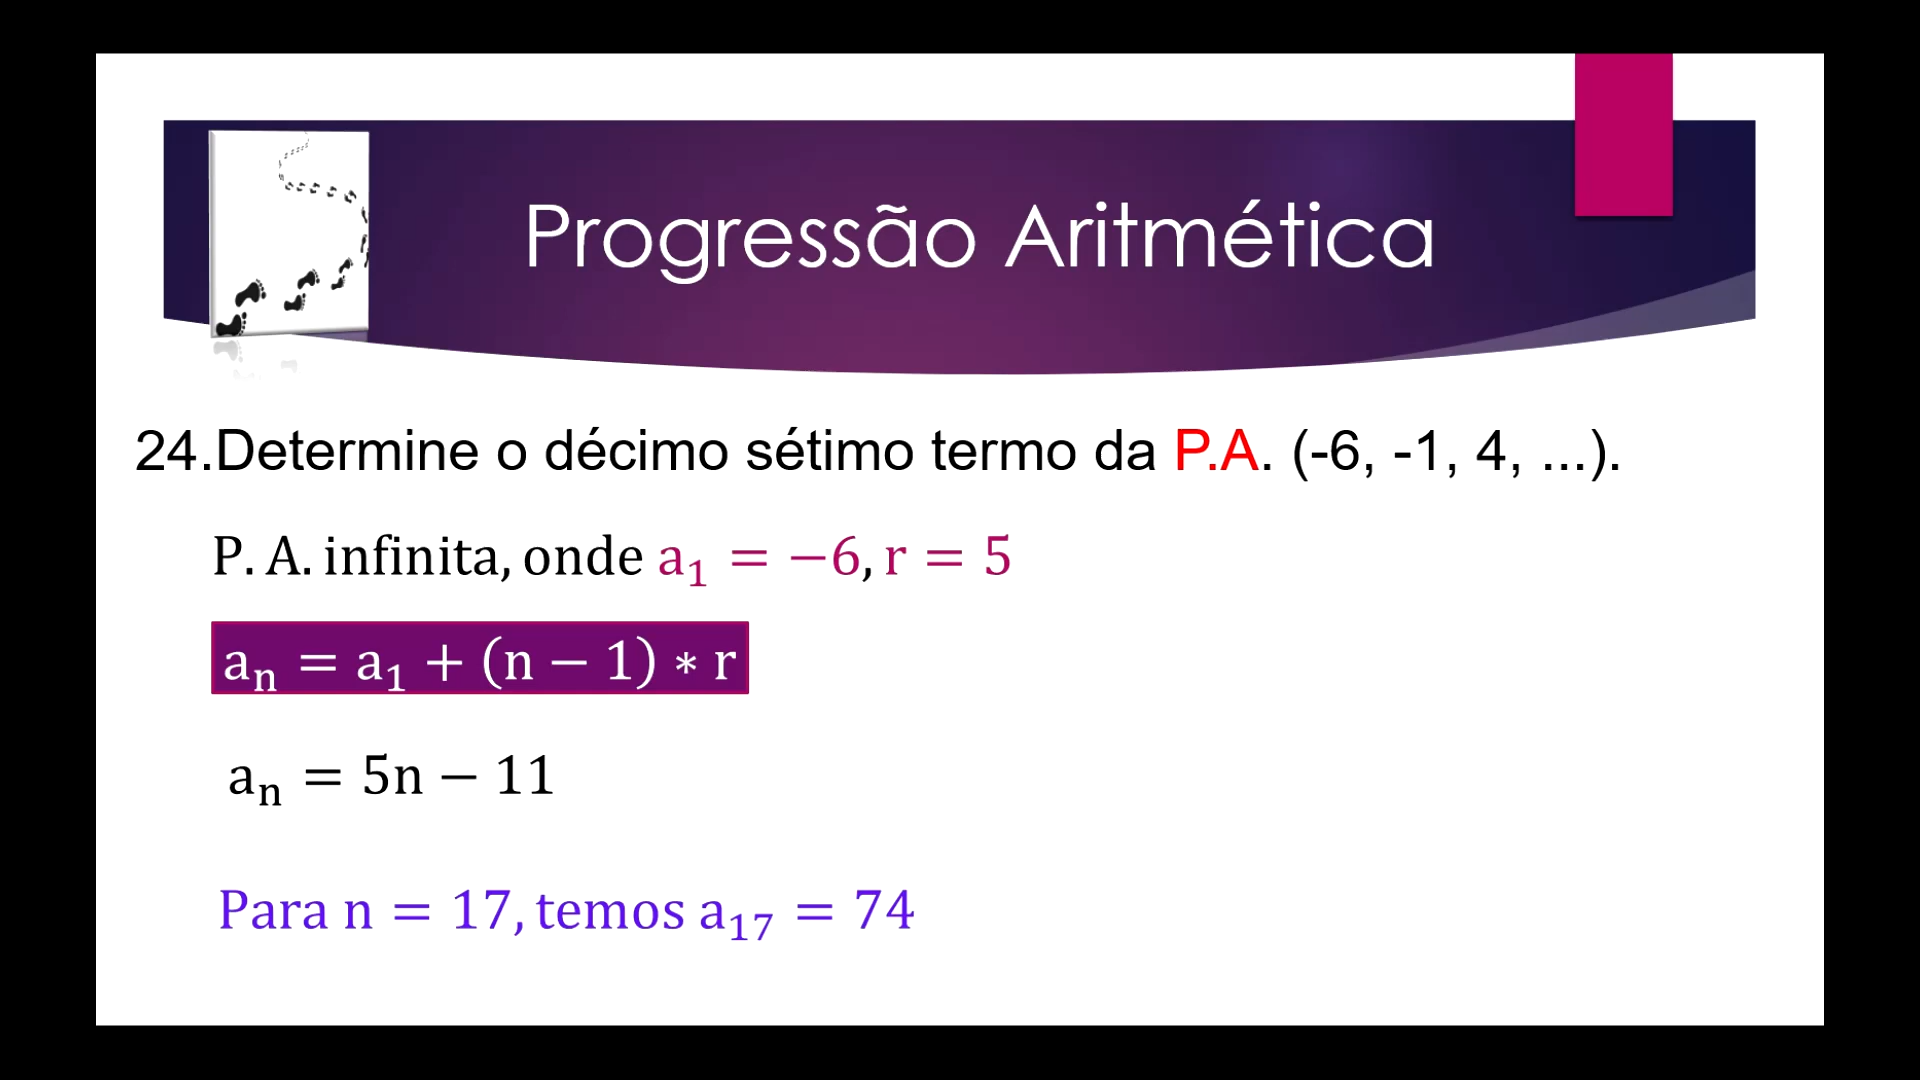 Progressão Aritmética
24.Determine o décimo sétimo termo da P.A. (-6, -1, 4, ...).
P. A. infinita, onde a₁ = −6, r = 5
aₙ = a₁ + (n − 1) ∗ r
aₙ = 5n − 11
Para n = 17, temos a₁₇ = 74